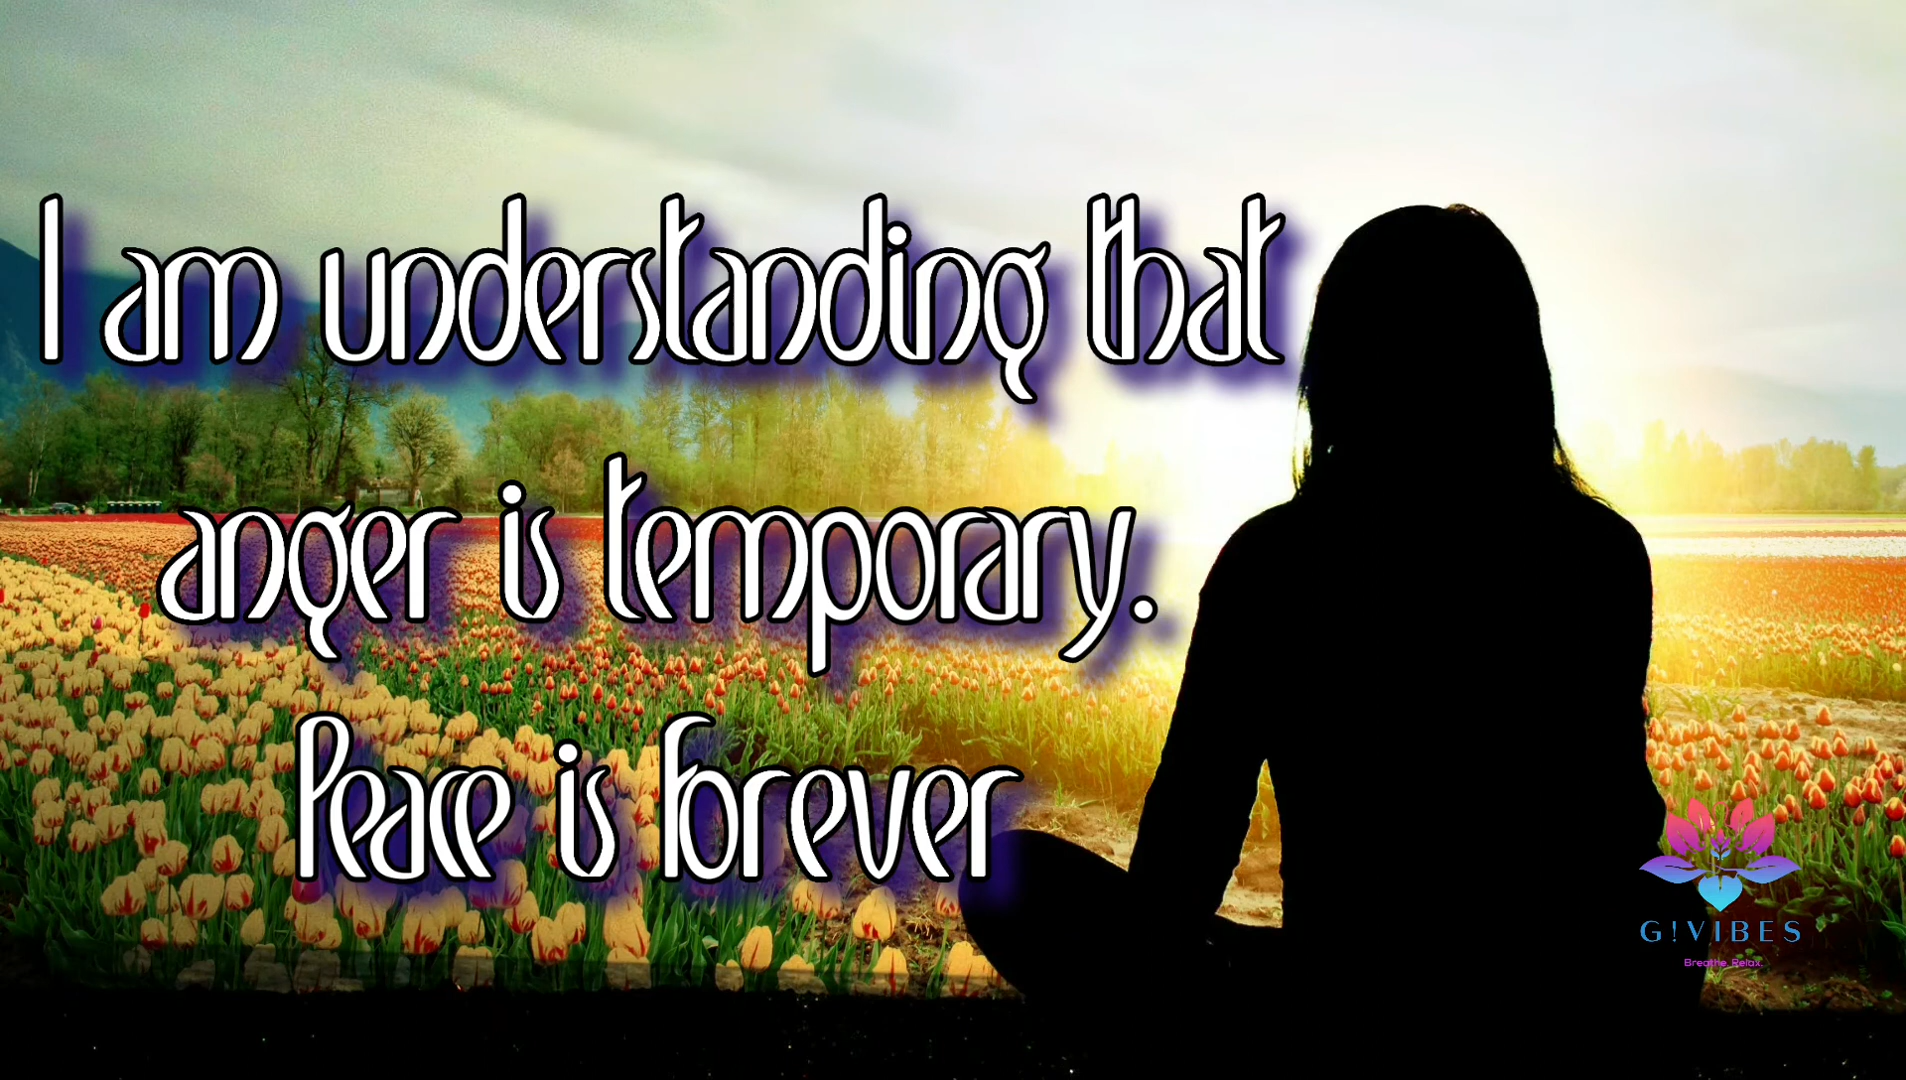 I am understanding that
anger is temporary.
Peace is forever
G!VIBES
Breathe. Relax.